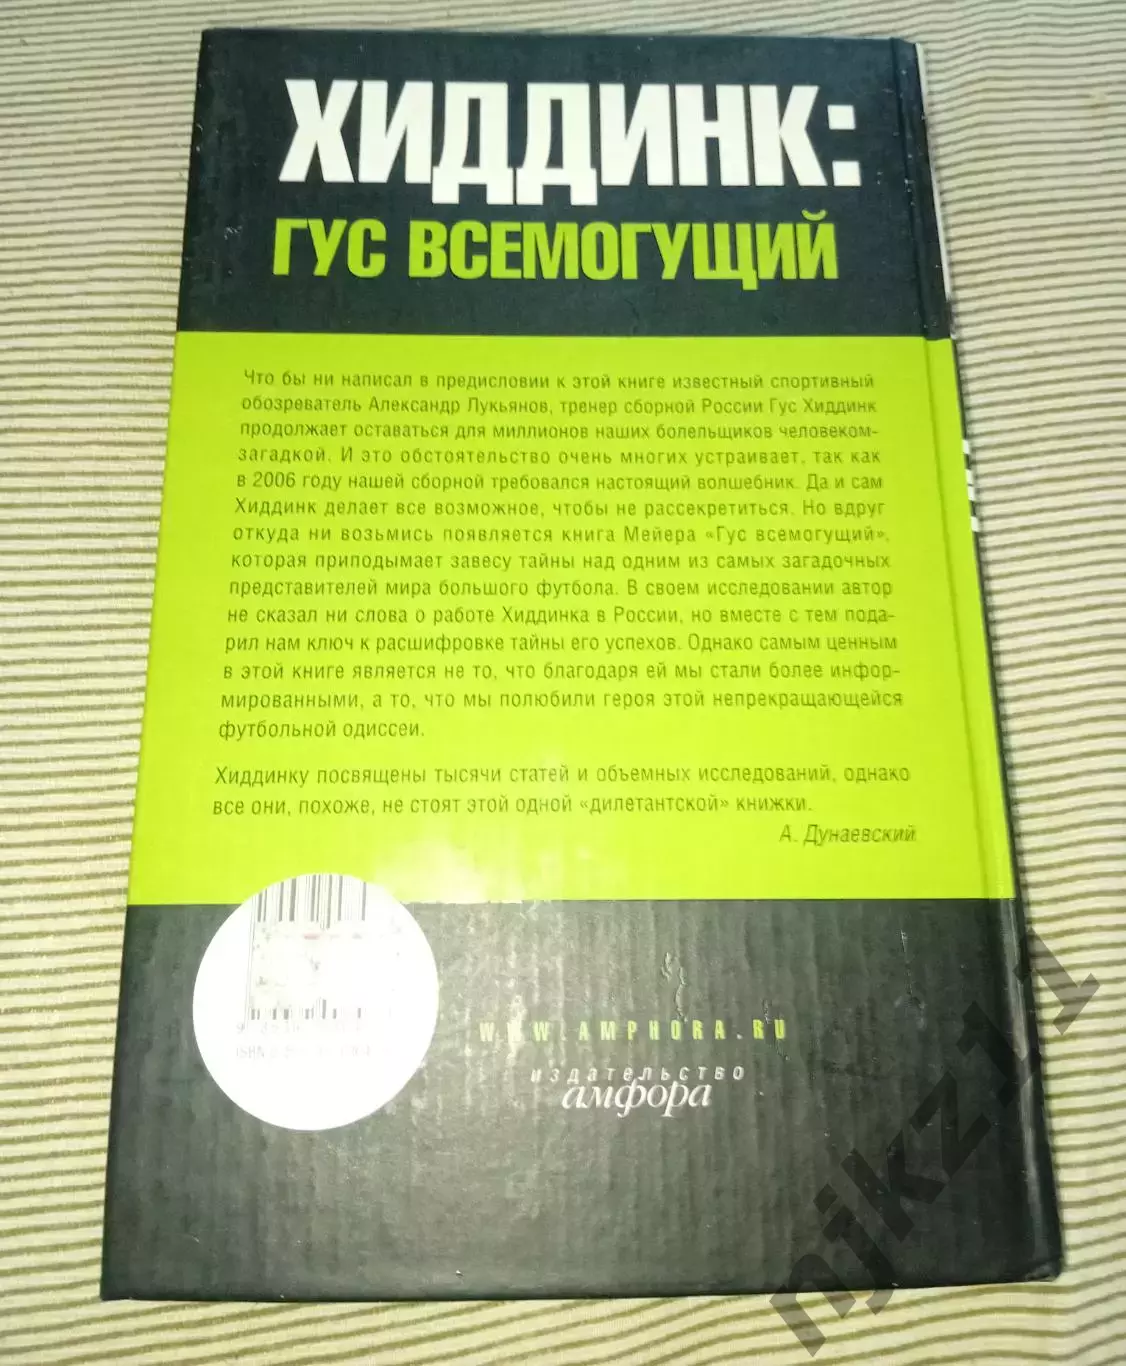 ХИДДИНК:
ГУС ВСЕМОГУЩИЙ
Что бы ни написал в предисловии к этой книге известный спортивный
обозреватель Александр Лукьянов, тренер сборной России Гус Хиддинк
продолжает оставаться для миллионов наших болельщиков человеком-
загадкой. И это обстоятельство очень многих устраивает, так как
в 2006 году нашей сборной требовался настоящий волшебник. Да и сам
Хиддинк делает все возможное, чтобы не рассекретиться. Но вдруг
откуда ни возьмись появляется книга Мейера «Гус всемогущий»,
которая приподымает завесу тайны над одним из самых загадочных
представителей мира большого футбола. В своем исследовании автор
не сказал ни слова о работе Хиддинка в России, но вместе с тем пода-
рил нам ключ к расшифровке тайны его успехов. Однако самым ценным
в этой книге является не то, что благодаря ей мы стали более инфор-
мированными, а то, что мы полюбили героя этой непрекращающейся
футбольной одиссеи.
Хиддинку посвящены тысячи статей и объемных исследований, однако
все они, похоже, не стоят этой одной «дилетантской» книжки.
А. Дунаевский
WWW.AMPHORA.RU
издательство
амфора
ISBN
njkz11